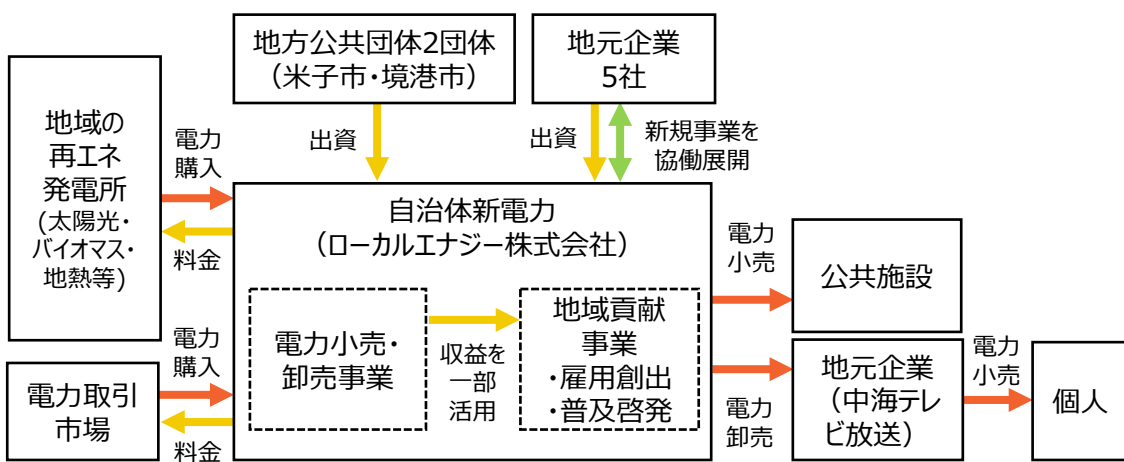 地方公共団体2団体
（米子市・境港市）
地元企業
5社
地域の
再エネ
発電所
(太陽光・
バイオマス・
地熱等)
電力
購入
料金
出資
出資
新規事業を
協働展開
自治体新電力
（ローカルエナジー株式会社）
電力小売・
卸売事業
収益を
一部
活用
地域貢献
事業
・雇用創出
・普及啓発
電力
小売
公共施設
電力取引
市場
電力
購入
料金
電力
卸売
地元企業
（中海テレ
ビ放送）
電力
小売
個人